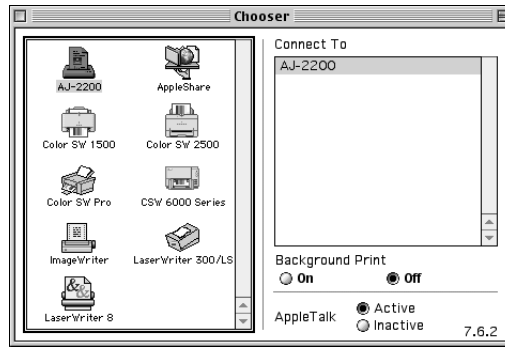 Chooser
AJ-2200
AppleShare
Color SW 1500
Color SW 2500
Color SW Pro
CSW 6000 Series
ImageWriter
LaserWriter 300/LS
LaserWriter 8
Connect To
AJ-2200
Background Print
On Off
AppleTalk
Active
Inactive
7.6.2